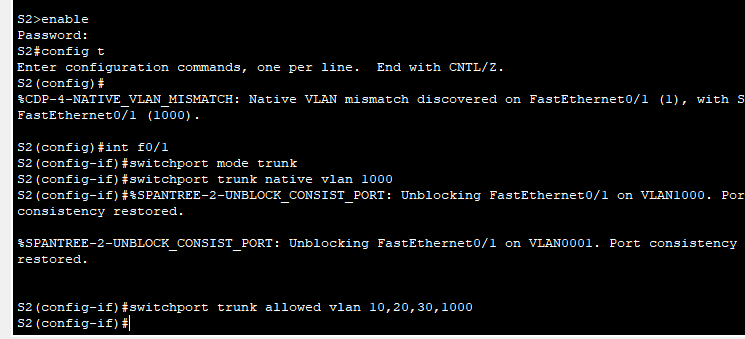 S2>enable
Password:
S2#config t
Enter configuration commands, one per line.  End with CNTL/Z.
S2(config)#
%CDP-4-NATIVE_VLAN_MISMATCH: Native VLAN mismatch discovered on FastEthernet0/1 (1), with S
FastEthernet0/1 (1000).
S2(config)#int f0/1
S2(config-if)#switchport mode trunk
S2(config-if)#switchport trunk native vlan 1000
S2(config-if)#%SPANTREE-2-UNBLOCK_CONSIST_PORT: Unblocking FastEthernet0/1 on VLAN1000. Por
consistency restored.
%SPANTREE-2-UNBLOCK_CONSIST_PORT: Unblocking FastEthernet0/1 on VLAN0001. Port consistency
restored.
S2(config-if)#switchport trunk allowed vlan 10,20,30,1000
S2(config-if)#